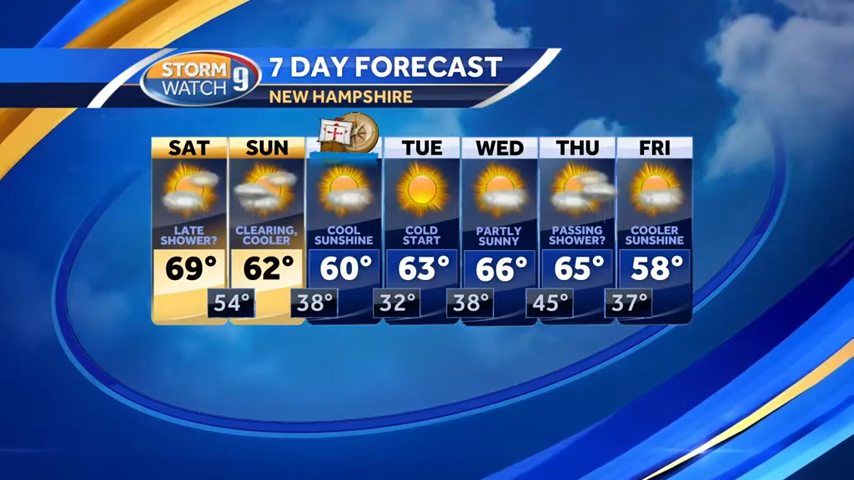 STORM
WATCH 9
7 DAY FORECAST
NEW HAMPSHIRE
SAT SUN TUE WED THU FRI
LATE SHOWER?
CLEARING, COOLER
COOL SUNSHINE
COLD START
PARTLY SUNNY
PASSING SHOWER?
COOLER SUNSHINE
69° 62° 60° 63° 66° 65° 58°
54° 38° 32° 38° 45° 37°